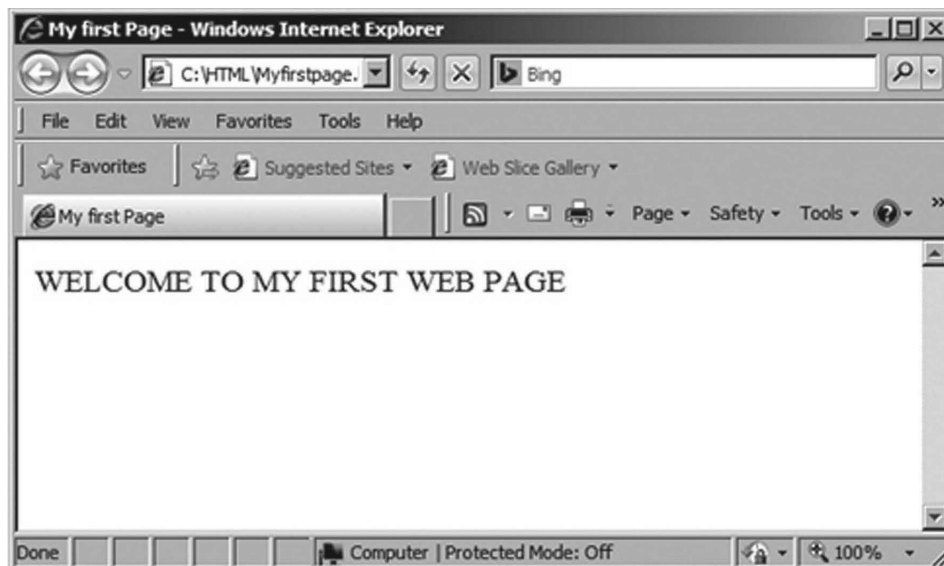 My first Page - Windows Internet Explorer
C:\HTML\Myfirstpage. Bing
File Edit View Favorites Tools Help
Favorites Suggested Sites Web Slice Gallery
My first Page Page Safety Tools »
WELCOME TO MY FIRST WEB PAGE
Done Computer | Protected Mode: Off 100%